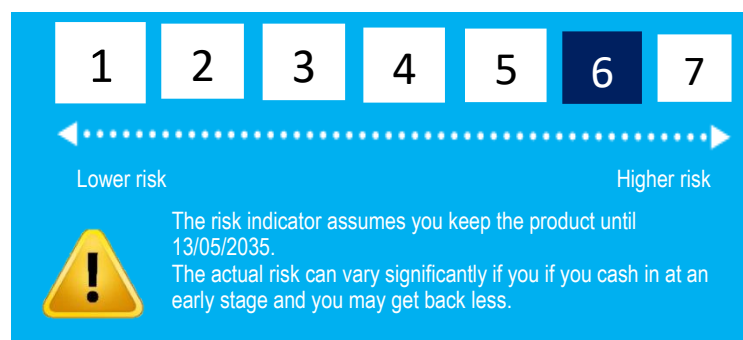 1 2 3 4 5 6 7
Lower risk Higher risk
The risk indicator assumes you keep the product until
13/05/2035.
The actual risk can vary significantly if you if you cash in at an
early stage and you may get back less.